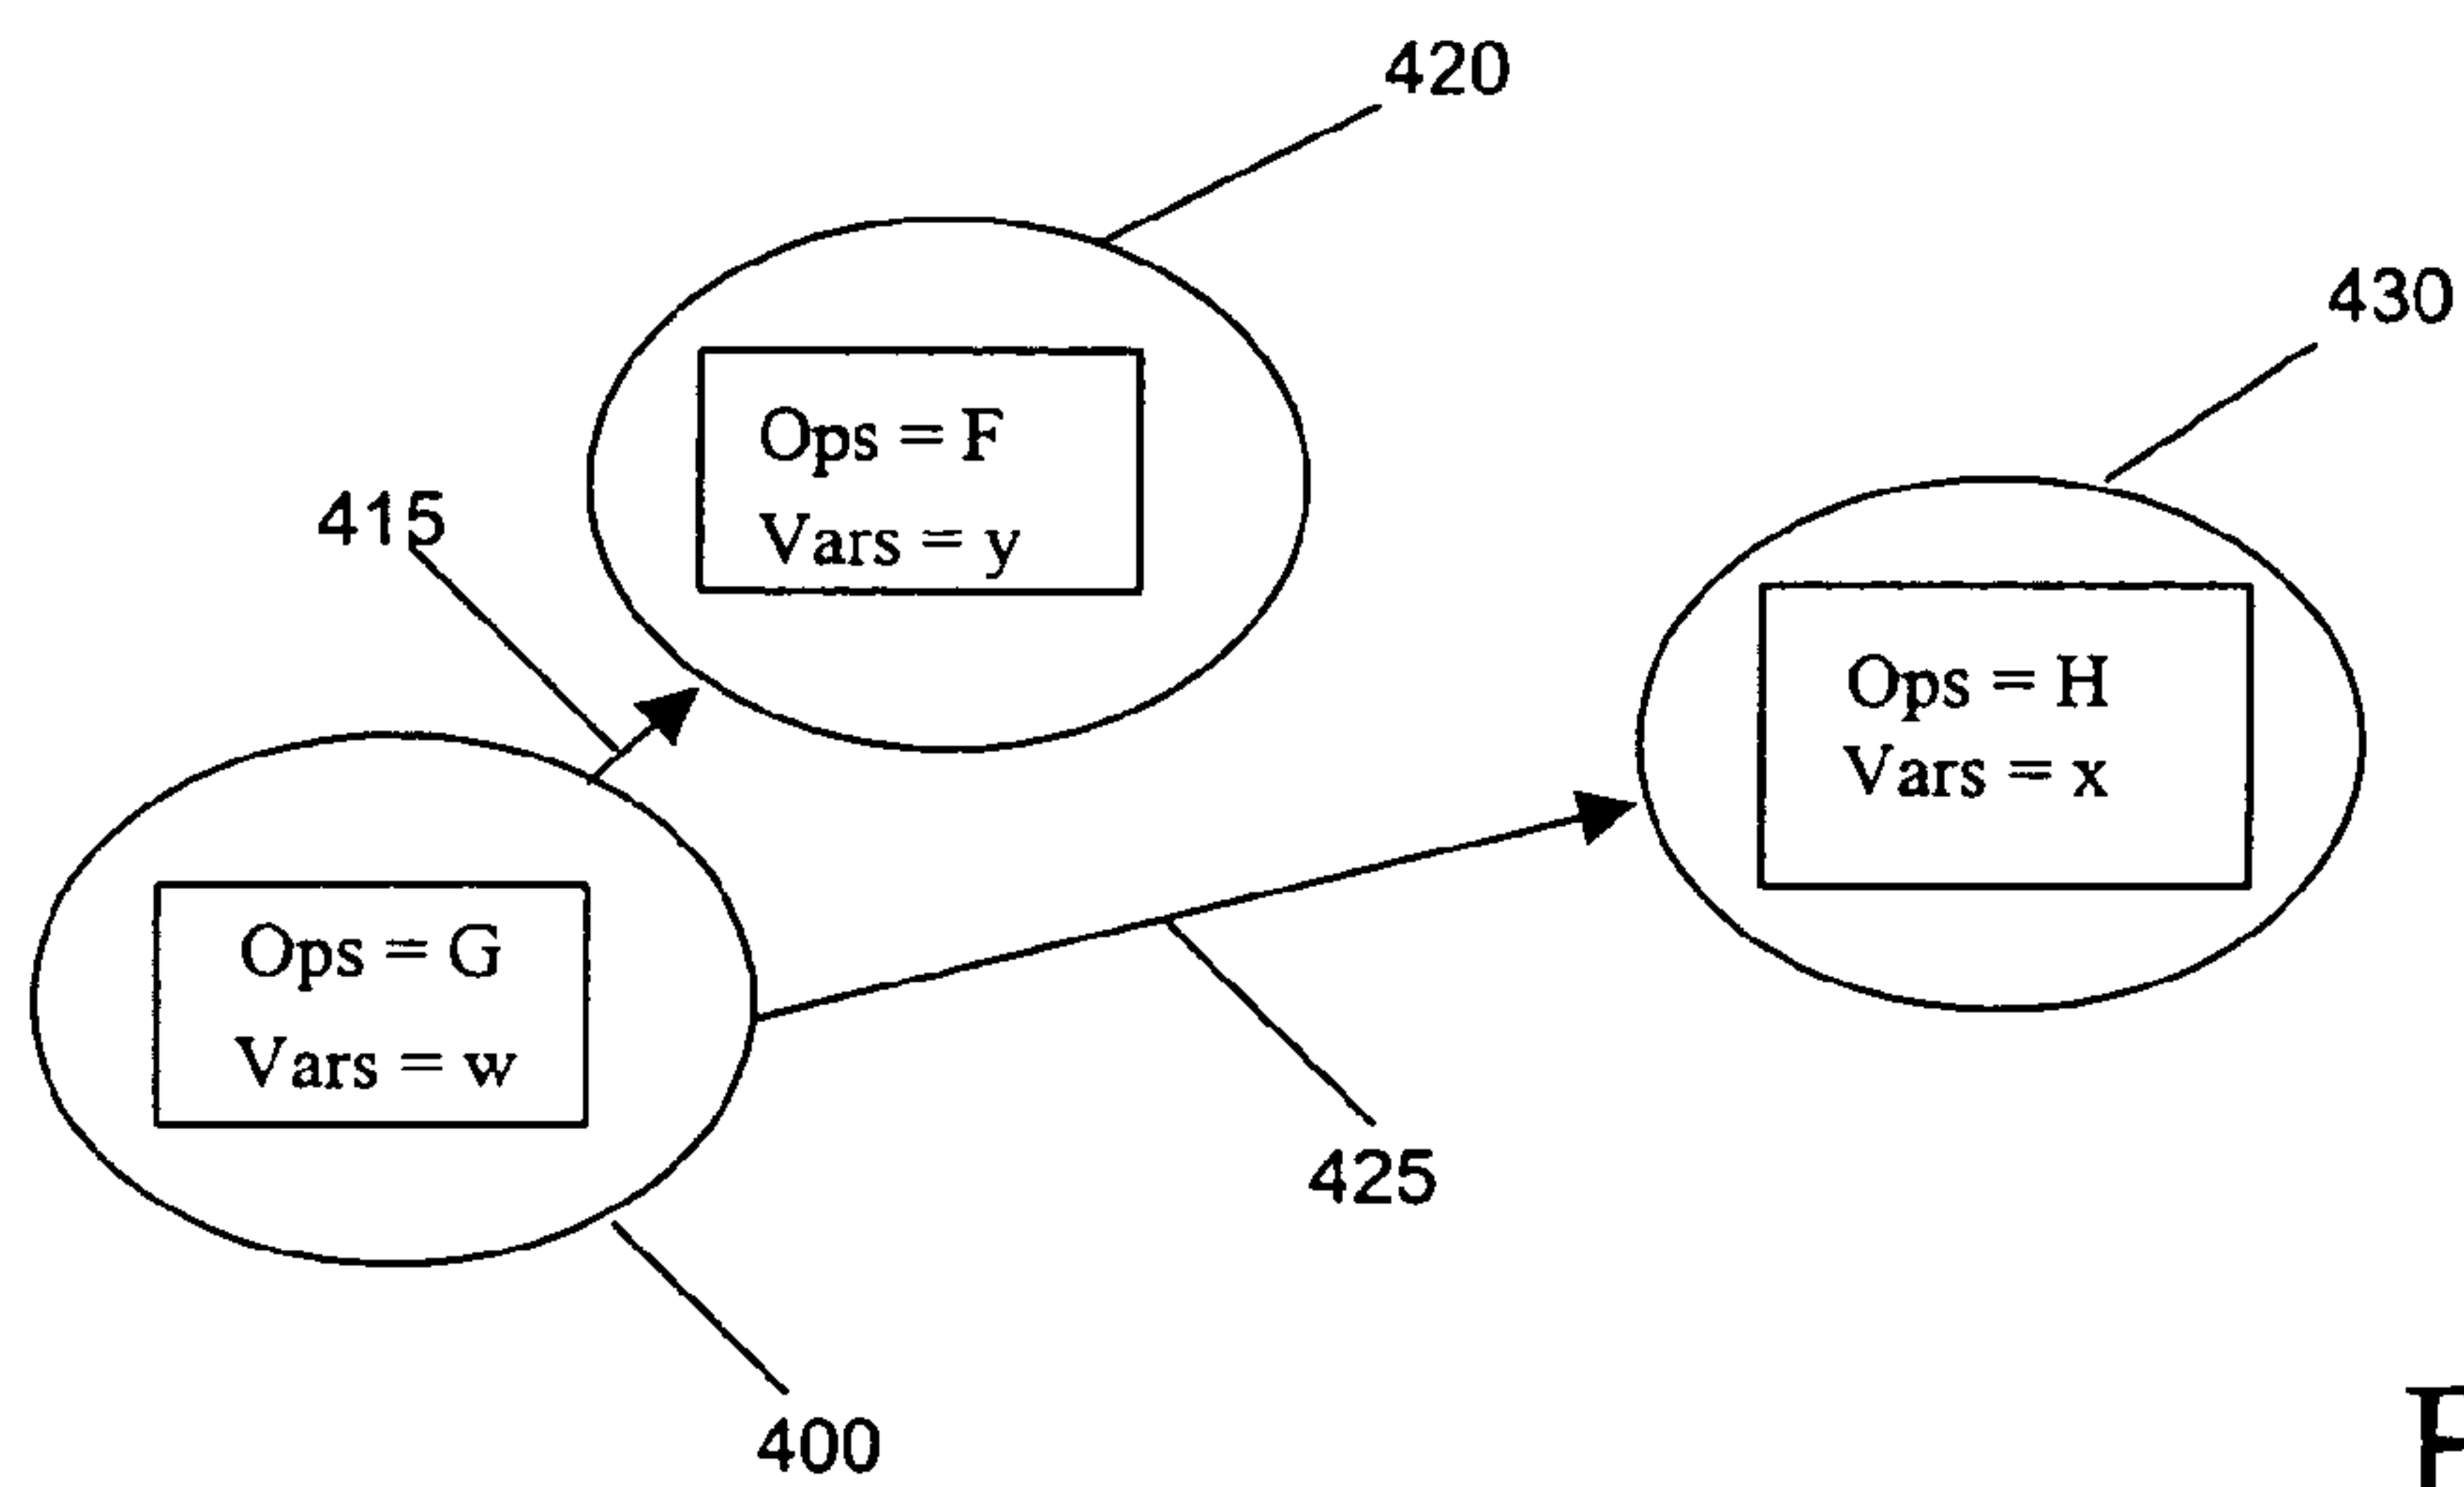 420
430
Ops = F
Vars = y
415
Ops = H
Vars = x
Ops = G
Vars = w
425
400